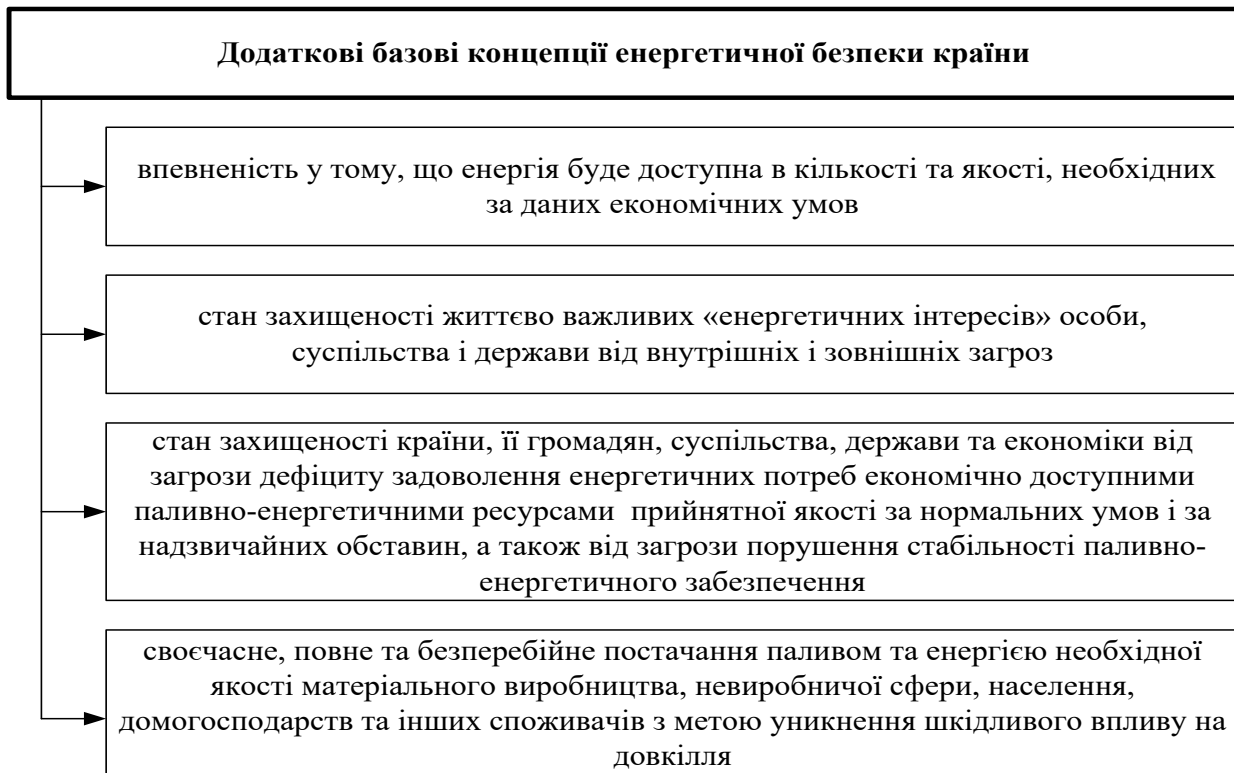 Додаткові базові концепції енергетичної безпеки країни
впевненість у тому, що енергія буде доступна в кількості та якості, необхідних
за даних економічних умов
стан захищеності життєво важливих «енергетичних інтересів» особи,
суспільства і держави від внутрішніх і зовнішніх загроз
стан захищеності країни, її громадян, суспільства, держави та економіки від
загрози дефіциту задоволення енергетичних потреб економічно доступними
паливно-енергетичними ресурсами прийнятної якості за нормальних умов і за
надзвичайних обставин, а також від загрози порушення стабільності паливно-
енергетичного забезпечення
своєчасне, повне та безперебійне постачання паливом та енергією необхідної
якості матеріального виробництва, невиробничої сфери, населення,
домогосподарств та інших споживачів з метою уникнення шкідливого впливу на
довкілля